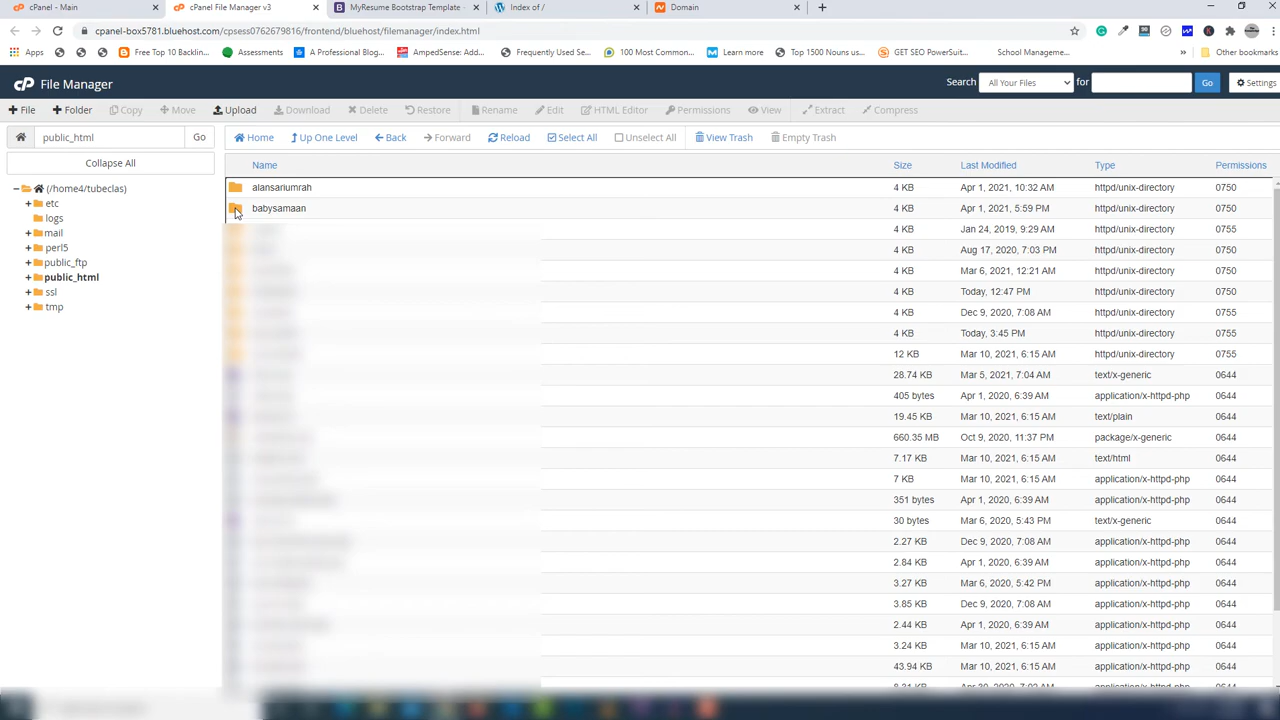 cPanel - Main
cPanel File Manager v3
MyResume Bootstrap Template -
Index of /
Domain
cpanel-box5781.bluehost.com/cpsess0762679816/frontend/bluehost/filemanager/index.html
Apps
Free Top 10 Backlin...
Assessments
A Professional Blog...
AmpedSense: Ad...
Frequently Used Se...
100 Most Common...
Learn more
Top 1500 Nouns us...
GET SEO PowerSuit...
School Manageme...
Other bookmarks
File Manager
Search
All Your Files
for
Go
Settings
File
Folder
Copy
Move
Upload
Download
Delete
Restore
Rename
Edit
HTML Editor
Permissions
View
Extract
Compress
public_html
Go
Home
Up One Level
Back
Forward
Reload
Select All
Unselect All
View Trash
Empty Trash
Collapse All
(/home4/tubeclas)
etc
logs
mail
perl5
public_ftp
public_html
ssl
tmp
Name Size Last Modified Type Permissions
alansariumrah 4 KB Apr 1, 2021, 10:32 AM httpd/unix-directory 0750
babysamaan 4 KB Apr 1, 2021, 5:59 PM httpd/unix-directory 0750
4 KB Jan 24, 2019, 9:29 AM httpd/unix-directory 0755
4 KB Aug 17, 2020, 7:03 PM httpd/unix-directory 0750
4 KB Mar 6, 2021, 12:21 AM httpd/unix-directory 0750
4 KB Today, 12:47 PM httpd/unix-directory 0750
4 KB Dec 9, 2020, 7:08 AM httpd/unix-directory 0755
4 KB Today, 3:45 PM httpd/unix-directory 0755
12 KB Mar 10, 2021, 6:15 AM httpd/unix-directory 0755
28.74 KB Mar 5, 2021, 7:04 AM text/x-generic 0644
405 bytes Apr 1, 2020, 6:39 AM application/x-httpd-php 0644
19.45 KB Mar 10, 2021, 6:15 AM text/plain 0644
660.35 MB Oct 9, 2020, 11:37 PM package/x-generic 0644
7.17 KB Mar 10, 2021, 6:15 AM text/html 0644
7 KB Mar 10, 2021, 6:15 AM application/x-httpd-php 0644
351 bytes Apr 1, 2020, 6:39 AM application/x-httpd-php 0644
30 bytes Mar 6, 2021, 5:43 PM text/x-generic 0644
2.27 KB Dec 9, 2020, 7:08 AM application/x-httpd-php 0644
2.84 KB Apr 1, 2020, 6:39 AM application/x-httpd-php 0644
3.27 KB Mar 6, 2021, 5:42 PM application/x-httpd-php 0644
3.85 KB Dec 9, 2020, 7:08 AM application/x-httpd-php 0644
2.44 KB Apr 1, 2020, 6:39 AM application/x-httpd-php 0644
3.24 KB Mar 10, 2021, 6:15 AM application/x-httpd-php 0644
43.94 KB Mar 10, 2021, 6:15 AM application/x-httpd-php 0644